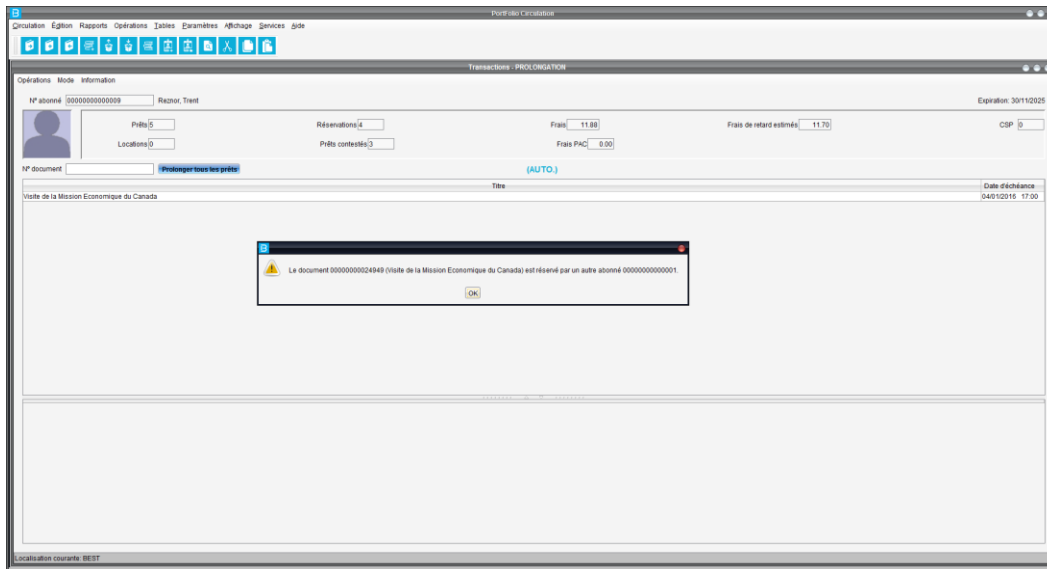 B PortFolio Circulation
Circulation Édition Rapports Opérations Tables Paramètres Affichage Services Aide
Transactions - PROLONGATION
Opérations Mode Information
Nº abonné 00000000000009 Reznor, Trent Expiration: 30/11/2025
Prêts 5 Réservations 4 Frais 11.88 Frais de retard estimés 11.70 CSP 0
Locations 0 Prêts contestés 3 Frais PAC 0.00
Nº document Prolonger tous les prêts (AUTO.)
Titre Date d'échéance
Visite de la Mission Economique du Canada 04/01/2016 17:00
B
Le document 00000000024949 (Visite de la Mission Economique du Canada) est réservé par un autre abonné 00000000000001.
OK
Localisation courante: BEST